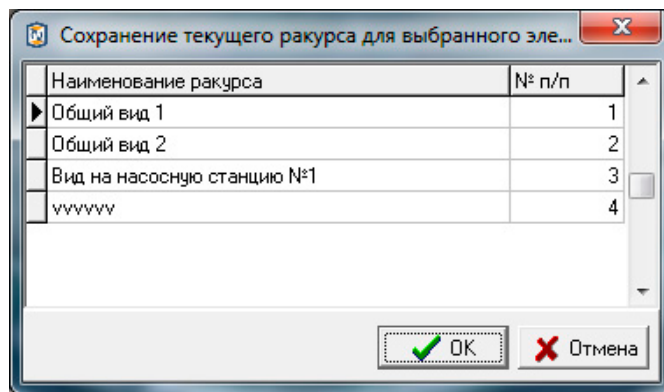 Сохранение текущего ракурса для выбранного эле...
Наименование ракурса № п/п
Общий вид 1 1
Общий вид 2 2
Вид на насосную станцию №1 3
vvvvvv 4
OK Отмена